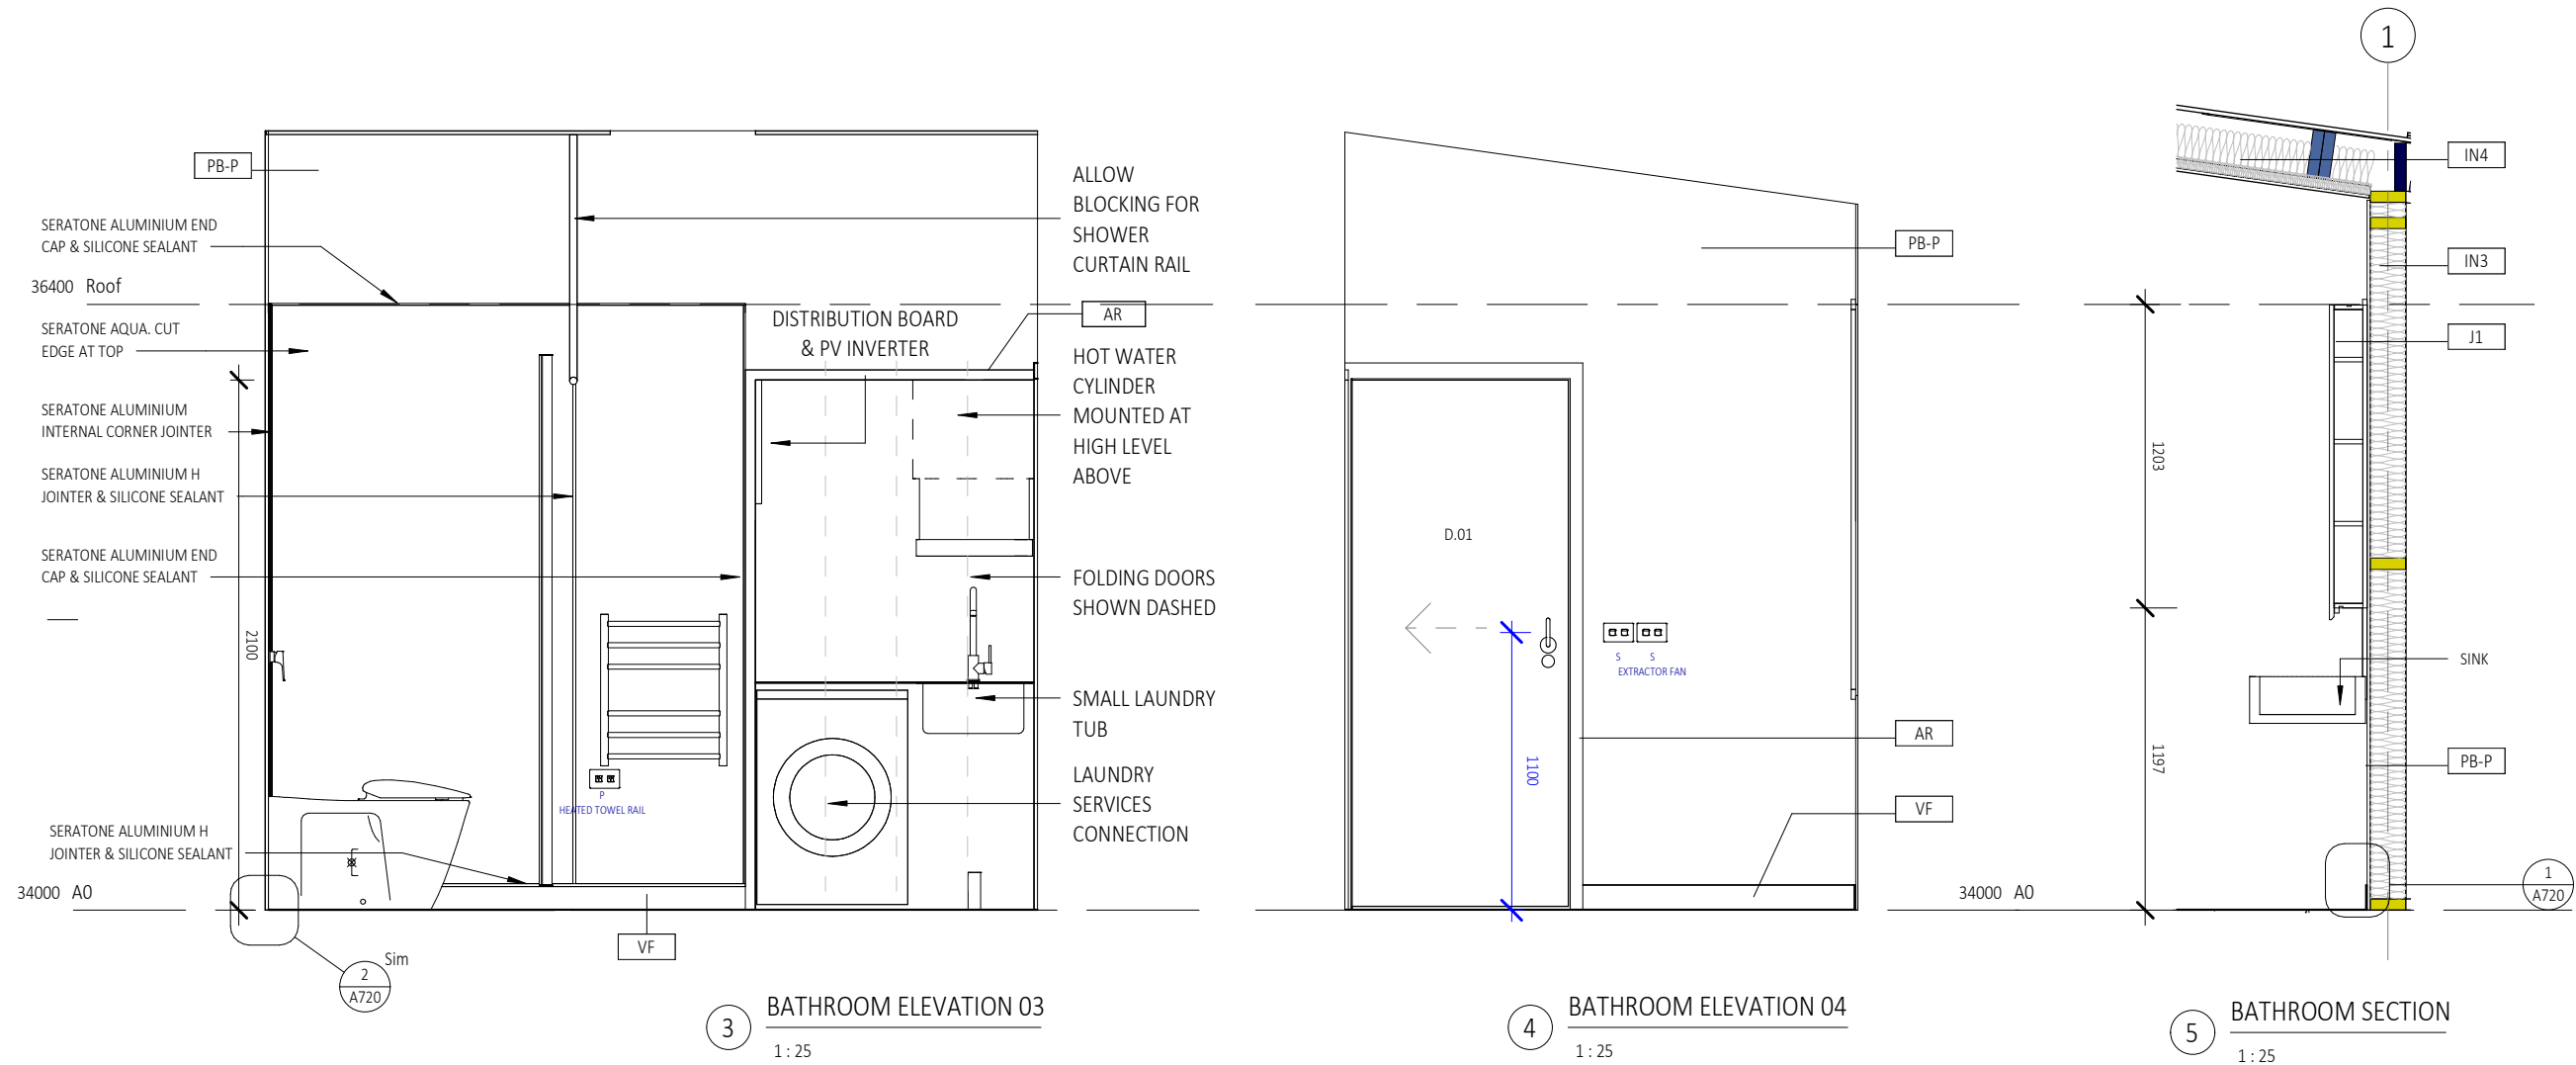 PB-P
SERATONE ALUMINIUM END
CAP & SILICONE SEALANT
36400 Roof
SERATONE AQUA. CUT
EDGE AT TOP
SERATONE ALUMINIUM
INTERNAL CORNER JOINTER
SERATONE ALUMINIUM H
JOINTER & SILICONE SEALANT
SERATONE ALUMINIUM END
CAP & SILICONE SEALANT
2100
SERATONE ALUMINIUM H
JOINTER & SILICONE SEALANT
34000 A0
2
A720
Sim
VF
P
HEATED TOWEL RAIL
DISTRIBUTION BOARD
& PV INVERTER
ALLOW
BLOCKING FOR
SHOWER
CURTAIN RAIL
AR
HOT WATER
CYLINDER
MOUNTED AT
HIGH LEVEL
ABOVE
FOLDING DOORS
SHOWN DASHED
SMALL LAUNDRY
TUB
LAUNDRY
SERVICES
CONNECTION
3
BATHROOM ELEVATION 03
1 : 25
D.01
1100
S S
EXTRACTOR FAN
PB-P
AR
VF
4
BATHROOM ELEVATION 04
1 : 25
34000 A0
1
IN4
IN3
J1
1203
SINK
1197
PB-P
1
A720
5
BATHROOM SECTION
1 : 25